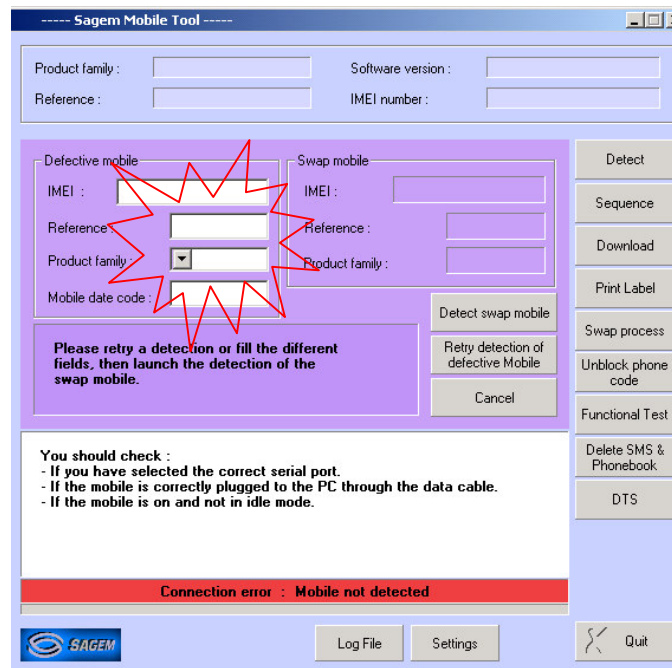 ----- Sagem Mobile Tool -----
Product family :
Software version :
Reference :
IMEI number :
Defective mobile
Swap mobile
IMEI :
IMEI :
Reference :
Reference :
Product family :
Product family :
Mobile date code :
Detect swap mobile
Please retry a detection or fill the different
fields, then launch the detection of the
swap mobile.
Retry detection of
defective Mobile
Cancel
Detect
Sequence
Download
Print Label
Swap process
Unblock phone
code
Functional Test
Delete SMS &
Phonebook
DTS
You should check :
- If you have selected the correct serial port.
- If the mobile is correctly plugged to the PC through the data cable.
- If the mobile is on and not in idle mode.
Connection error : Mobile not detected
SAGEM
Log File
Settings
Quit